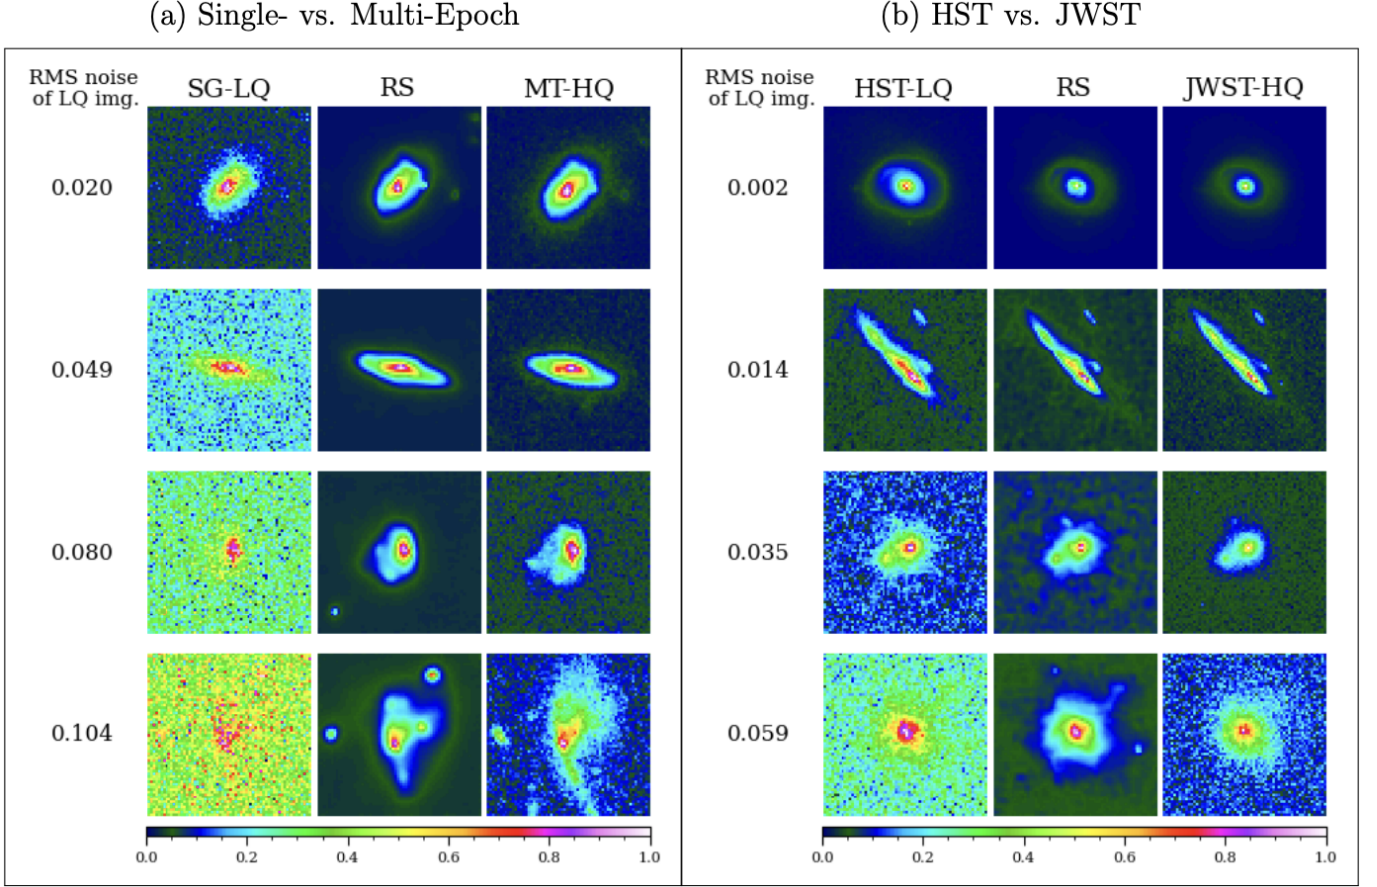 (a) Single- vs. Multi-Epoch
RMS noise
of LQ img.
SG-LQ RS MT-HQ
0.020
0.049
0.080
0.104
0.0 0.2 0.4 0.6 0.8 1.0
(b) HST vs. JWST
RMS noise
of LQ img.
HST-LQ RS JWST-HQ
0.002
0.014
0.035
0.059
0.0 0.2 0.4 0.6 0.8 1.0